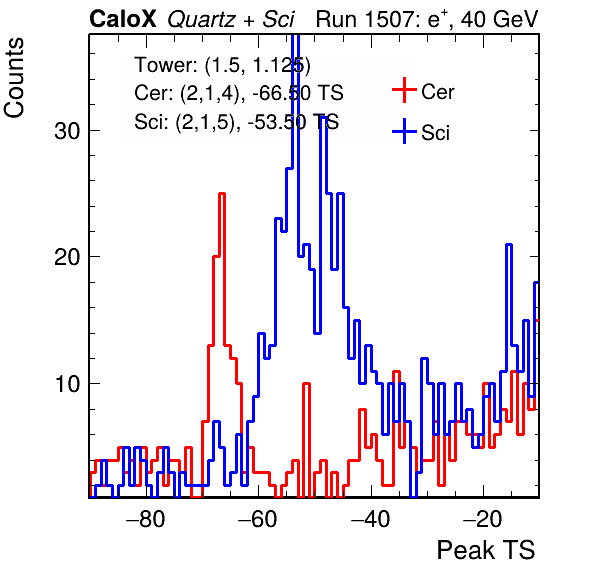 CaloX Quartz + Sci Run 1507: e⁺, 40 GeV
Counts
Tower: (1.5, 1.125)
Cer: (2,1,4), -66.50 TS
Sci: (2,1,5), -53.50 TS
Cer
Sci
30
20
10
−80 −60 −40 −20
Peak TS